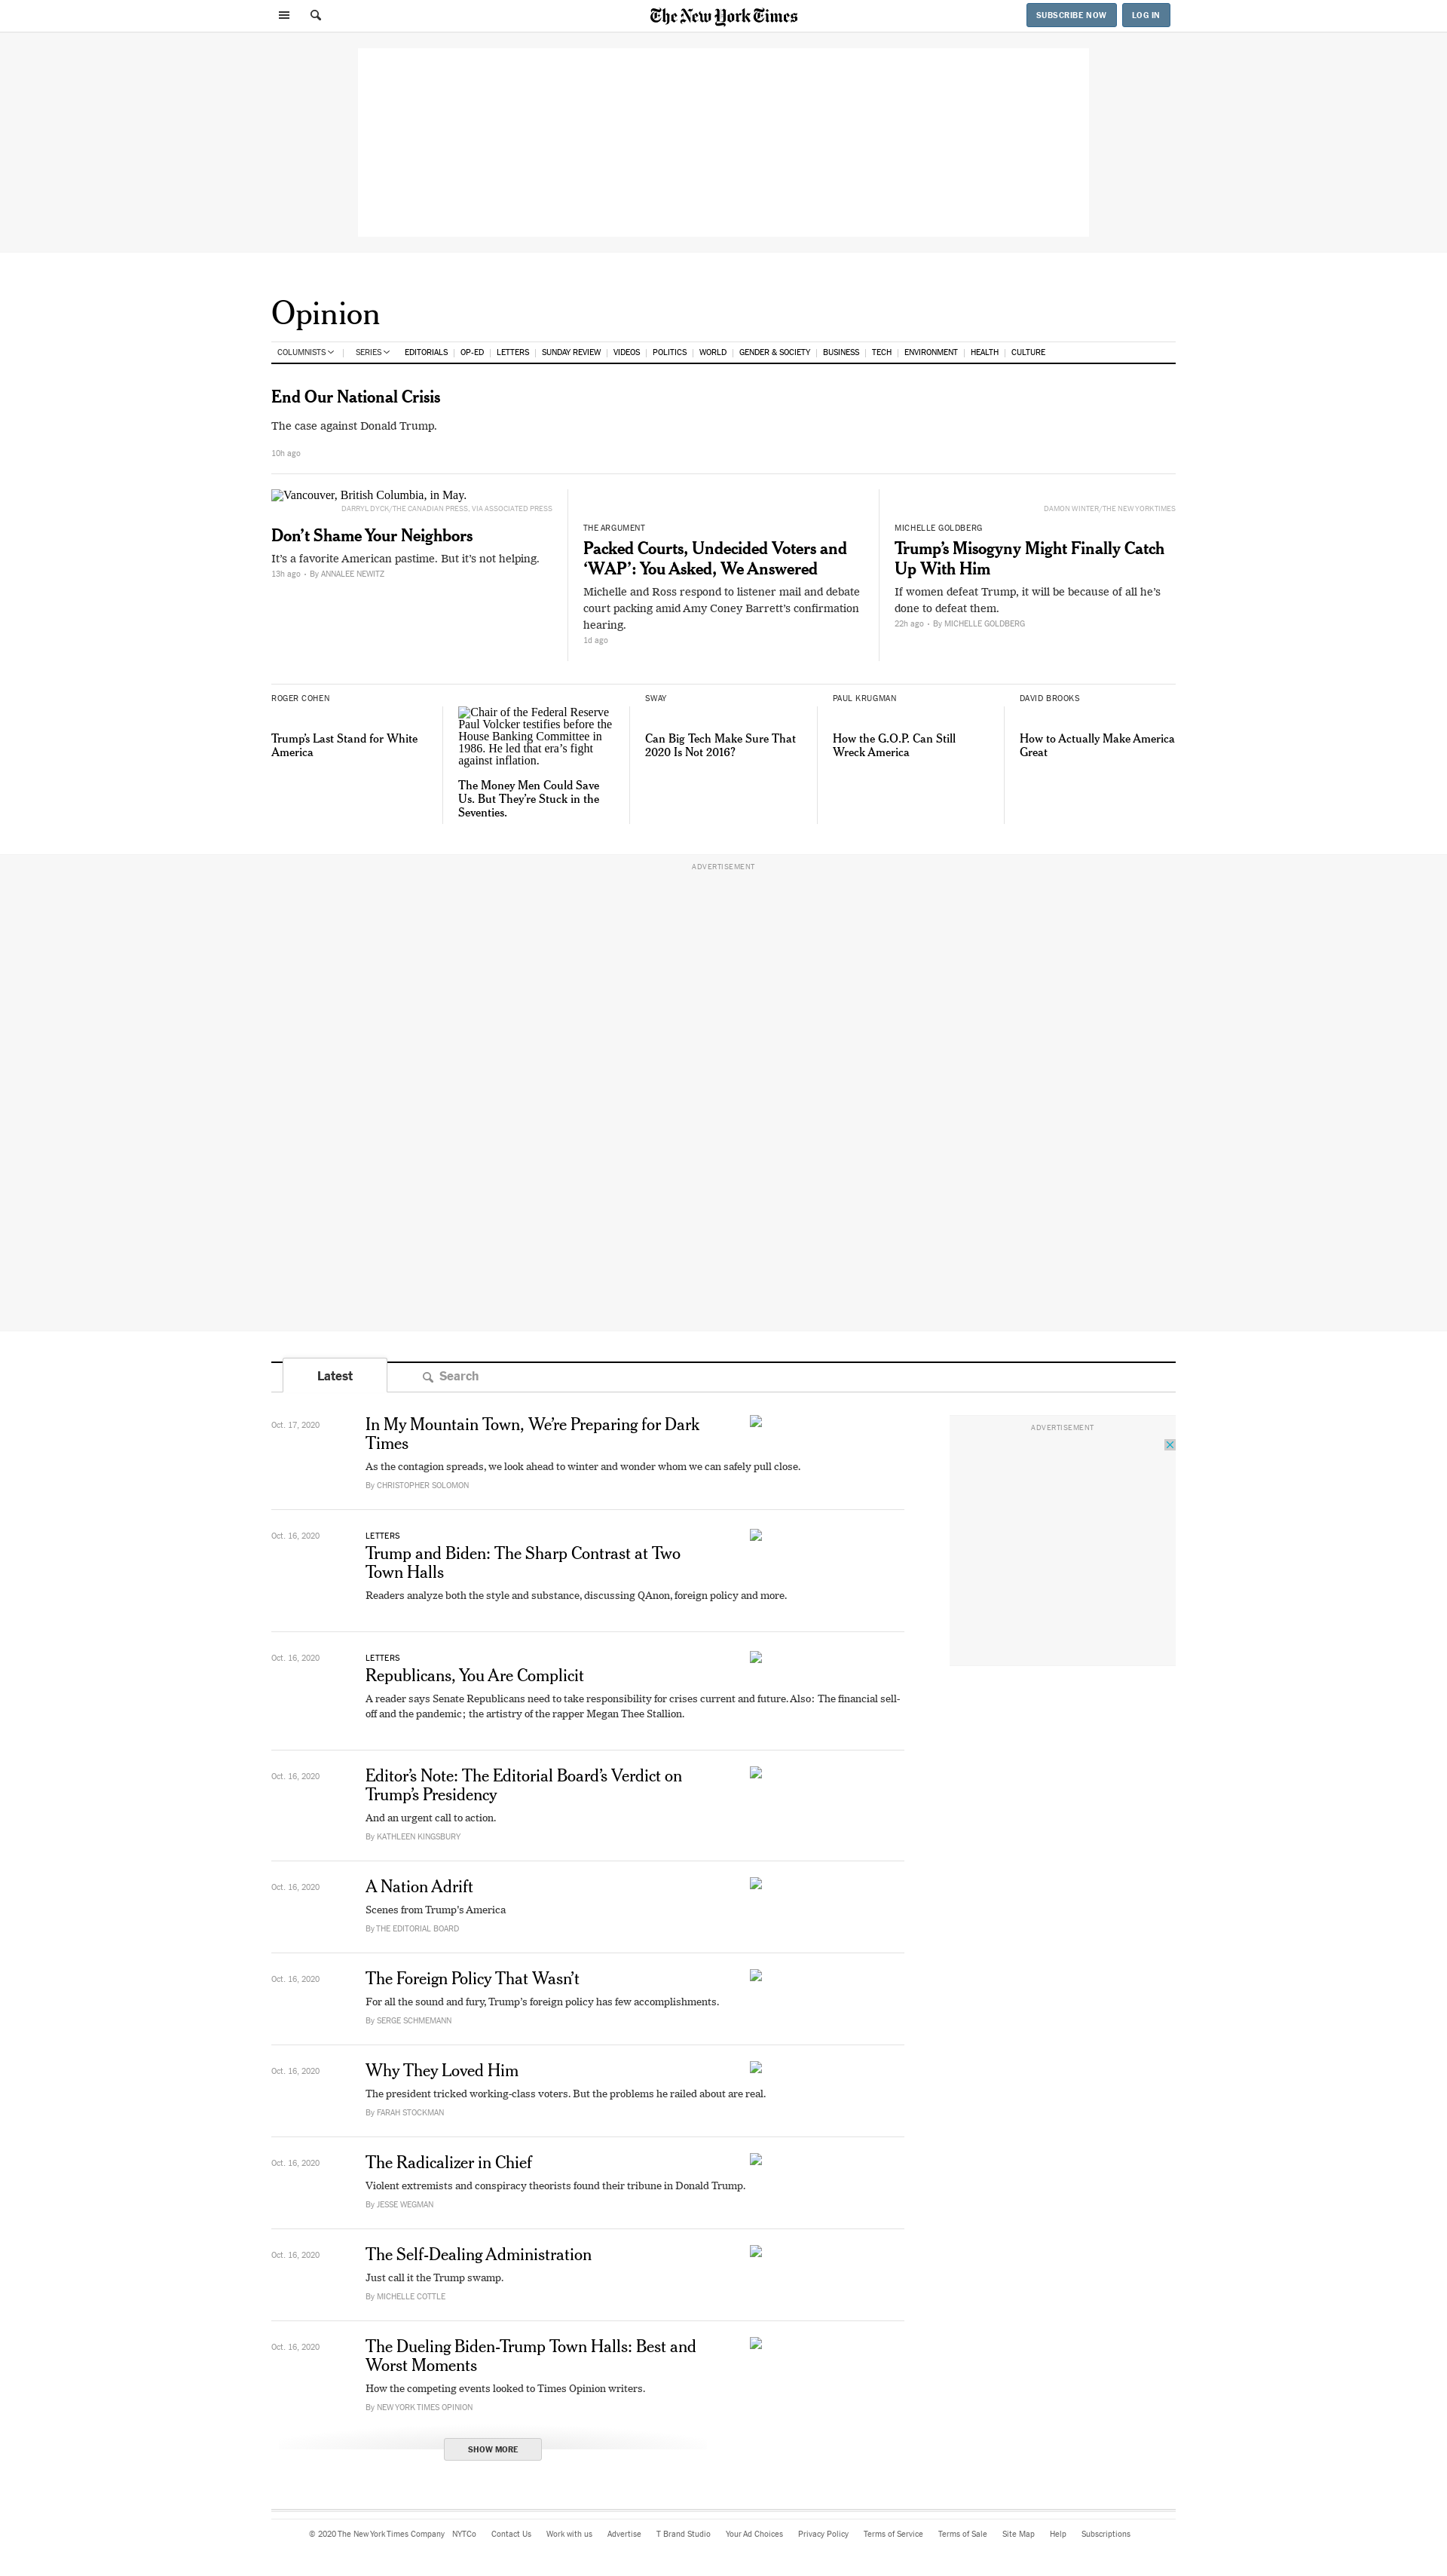 The New York Times
SUBSCRIBE NOW
LOG IN
Opinion
COLUMNISTS | SERIES EDITORIALS | OP-ED | LETTERS | SUNDAY REVIEW | VIDEOS | POLITICS | WORLD | GENDER & SOCIETY | BUSINESS | TECH | ENVIRONMENT | HEALTH | CULTURE
End Our National Crisis
The case against Donald Trump.
10h ago
Vancouver, British Columbia, in May.
DARRYL DYCK/THE CANADIAN PRESS, VIA ASSOCIATED PRESS
Don’t Shame Your Neighbors
It’s a favorite American pastime. But it’s not helping.
13h ago • By ANNALEE NEWITZ
THE ARGUMENT
Packed Courts, Undecided Voters and
‘WAP’: You Asked, We Answered
Michelle and Ross respond to listener mail and debate
court packing amid Amy Coney Barrett’s confirmation
hearing.
1d ago
DAMON WINTER/THE NEW YORK TIMES
MICHELLE GOLDBERG
Trump’s Misogyny Might Finally Catch
Up With Him
If women defeat Trump, it will be because of all he’s
done to defeat them.
22h ago • By MICHELLE GOLDBERG
ROGER COHEN
Trump’s Last Stand for White
America
Chair of the Federal Reserve
Paul Volcker testifies before the
House Banking Committee in
1986. He led that era’s fight
against inflation.
The Money Men Could Save
Us. But They’re Stuck in the
Seventies.
SWAY
Can Big Tech Make Sure That
2020 Is Not 2016?
PAUL KRUGMAN
How the G.O.P. Can Still
Wreck America
DAVID BROOKS
How to Actually Make America
Great
ADVERTISEMENT
Latest
Search
Oct. 17, 2020
In My Mountain Town, We’re Preparing for Dark
Times
As the contagion spreads, we look ahead to winter and wonder whom we can safely pull close.
By CHRISTOPHER SOLOMON
ADVERTISEMENT
Oct. 16, 2020
LETTERS
Trump and Biden: The Sharp Contrast at Two
Town Halls
Readers analyze both the style and substance, discussing QAnon, foreign policy and more.
Oct. 16, 2020
LETTERS
Republicans, You Are Complicit
A reader says Senate Republicans need to take responsibility for crises current and future. Also: The financial sell-
off and the pandemic; the artistry of the rapper Megan Thee Stallion.
Oct. 16, 2020
Editor’s Note: The Editorial Board’s Verdict on
Trump’s Presidency
And an urgent call to action.
By KATHLEEN KINGSBURY
Oct. 16, 2020
A Nation Adrift
Scenes from Trump’s America
By THE EDITORIAL BOARD
Oct. 16, 2020
The Foreign Policy That Wasn’t
For all the sound and fury, Trump’s foreign policy has few accomplishments.
By SERGE SCHMEMANN
Oct. 16, 2020
Why They Loved Him
The president tricked working-class voters. But the problems he railed about are real.
By FARAH STOCKMAN
Oct. 16, 2020
The Radicalizer in Chief
Violent extremists and conspiracy theorists found their tribune in Donald Trump.
By JESSE WEGMAN
Oct. 16, 2020
The Self-Dealing Administration
Just call it the Trump swamp.
By MICHELLE COTTLE
Oct. 16, 2020
The Dueling Biden-Trump Town Halls: Best and
Worst Moments
How the competing events looked to Times Opinion writers.
By NEW YORK TIMES OPINION
SHOW MORE
© 2020 The New York Times Company NYTCo Contact Us Work with us Advertise T Brand Studio Your Ad Choices Privacy Policy Terms of Service Terms of Sale Site Map Help Subscriptions